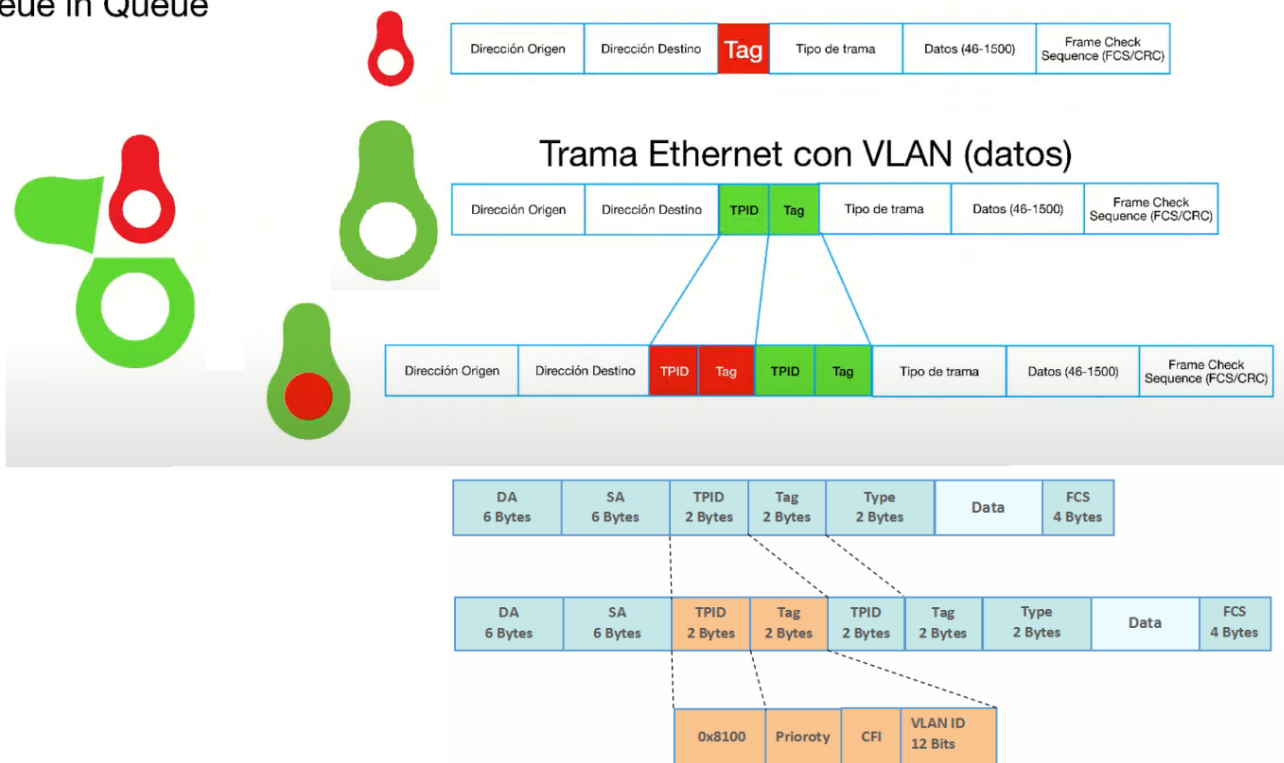 in Queue
Dirección Origen
Dirección Destino
Tag
Tipo de trama
Datos (46-1500)
Frame Check
Sequence (FCS/CRC)
Trama Ethernet con VLAN (datos)
Dirección Origen
Dirección Destino
TPID
Tag
Tipo de trama
Datos (46-1500)
Frame Check
Sequence (FCS/CRC)
Dirección Origen
Dirección Destino
TPID
Tag
TPID
Tag
Tipo de trama
Datos (46-1500)
Frame Check
Sequence (FCS/CRC)
DA
6 Bytes
SA
6 Bytes
TPID
2 Bytes
Tag
2 Bytes
Type
2 Bytes
Data
FCS
4 Bytes
DA
6 Bytes
SA
6 Bytes
TPID
2 Bytes
Tag
2 Bytes
TPID
2 Bytes
Tag
2 Bytes
Type
2 Bytes
Data
FCS
4 Bytes
0x8100
Prioroty
CFI
VLAN ID
12 Bits